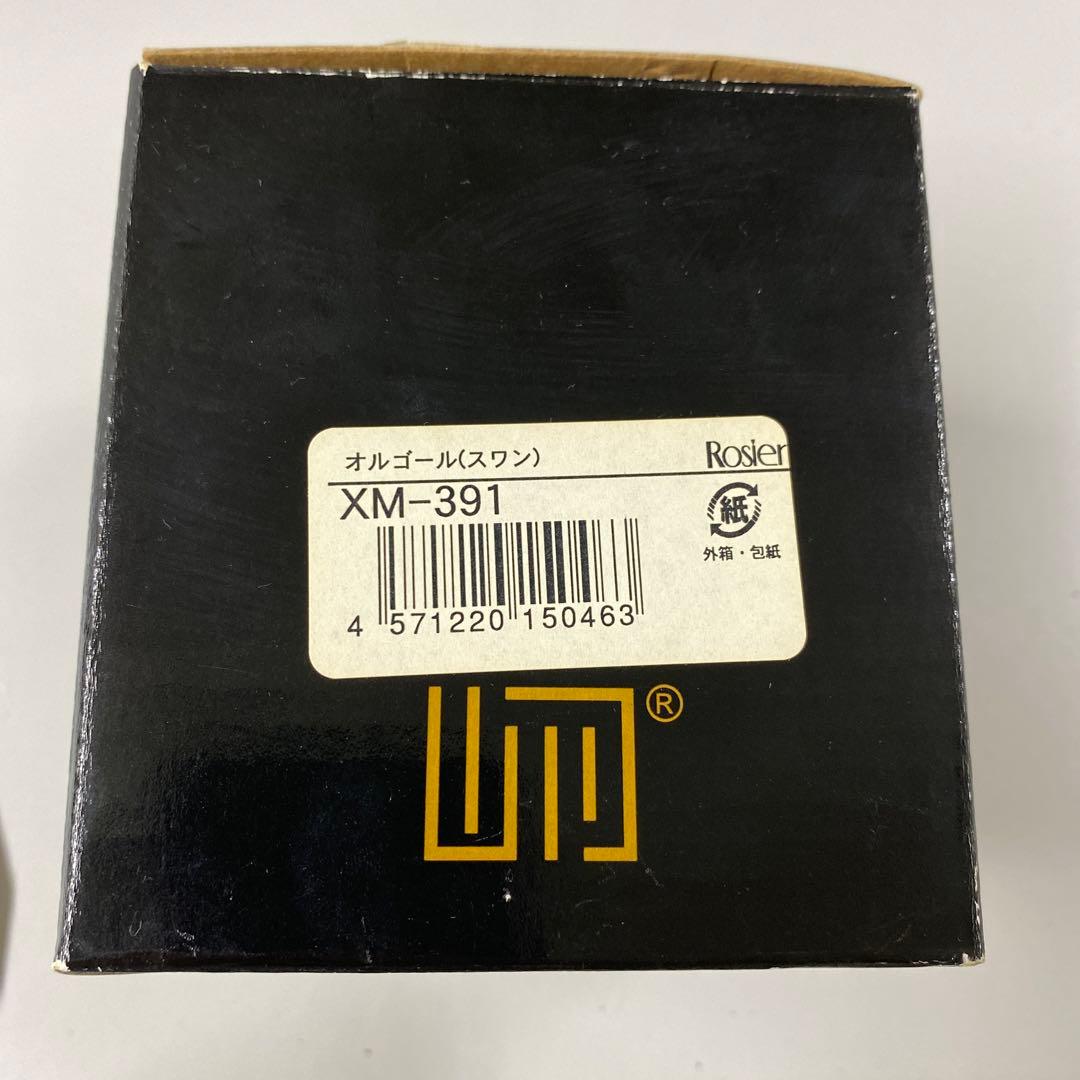 オルゴール(スワン)
Rosier
XM-391
紙
外箱・包紙
4 571220 150463
®